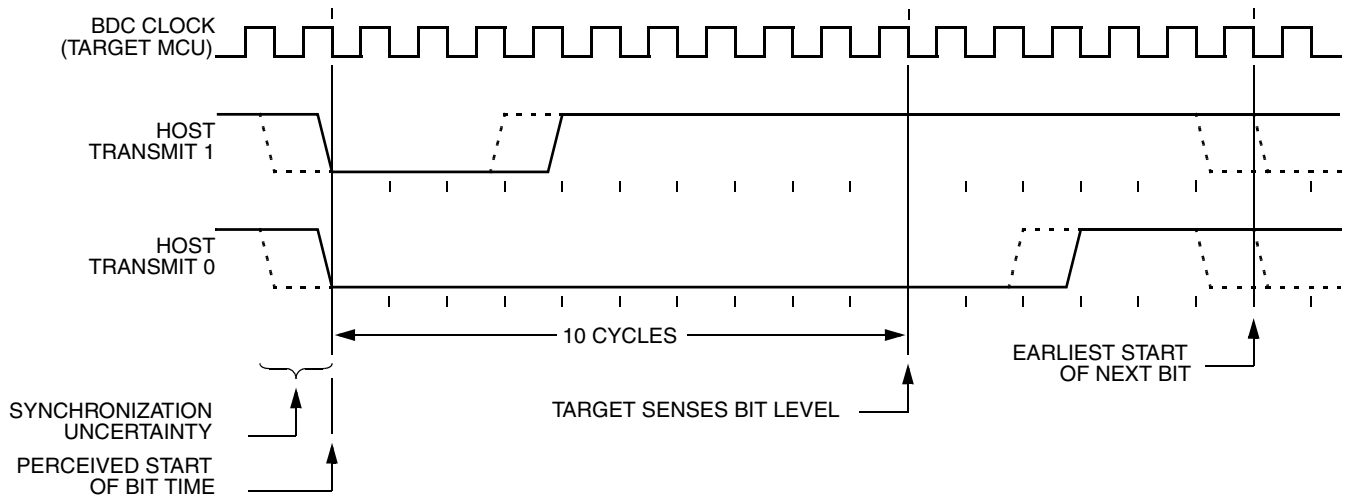 BDC CLOCK
(TARGET MCU)
HOST
TRANSMIT 1
HOST
TRANSMIT 0
10 CYCLES
EARLIEST START
OF NEXT BIT
SYNCHRONIZATION
UNCERTAINTY
TARGET SENSES BIT LEVEL
PERCEIVED START
OF BIT TIME